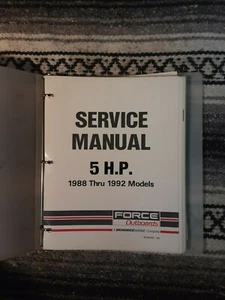 SERVICE
MANUAL
5 H.P.
1988 Thru 1992 Models
FORCE
Outboards